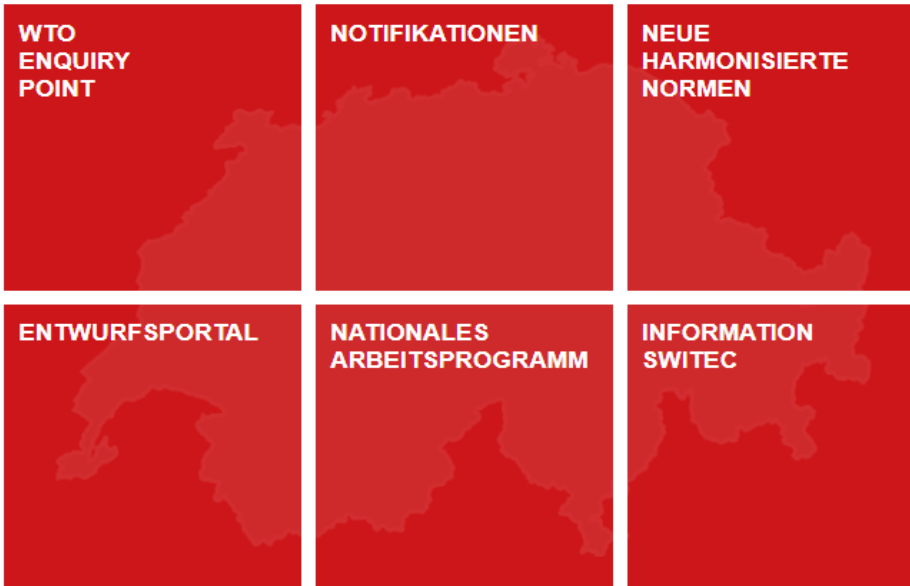 WTO
ENQUIRY
POINT
NOTIFIKATIONEN
NEUE
HARMONISIERTE
NORMEN
ENTWURFSPORTAL
NATIONALES
ARBEITSPROGRAMM
INFORMATION
SWITEC